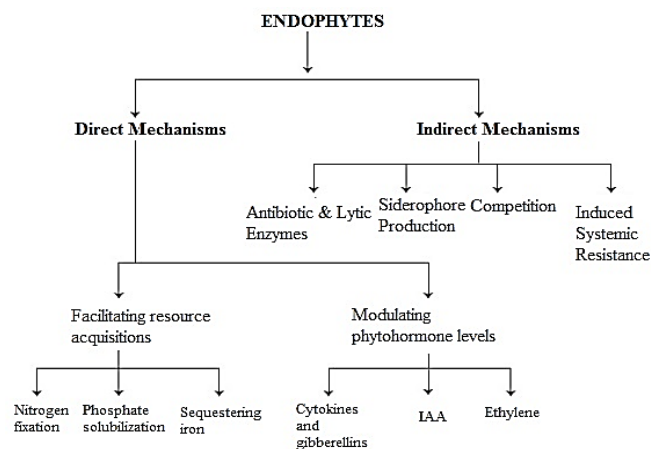 ENDOPHYTES
Direct Mechanisms
Indirect Mechanisms
Antibiotic & Lytic
Enzymes
Siderophore
Production
Competition
Induced
Systemic
Resistance
Facilitating resource
acquisitions
Modulating
phytohormone levels
Nitrogen
fixation
Phosphate
solubilization
Sequestering
iron
Cytokines
and
gibberellins
IAA
Ethylene